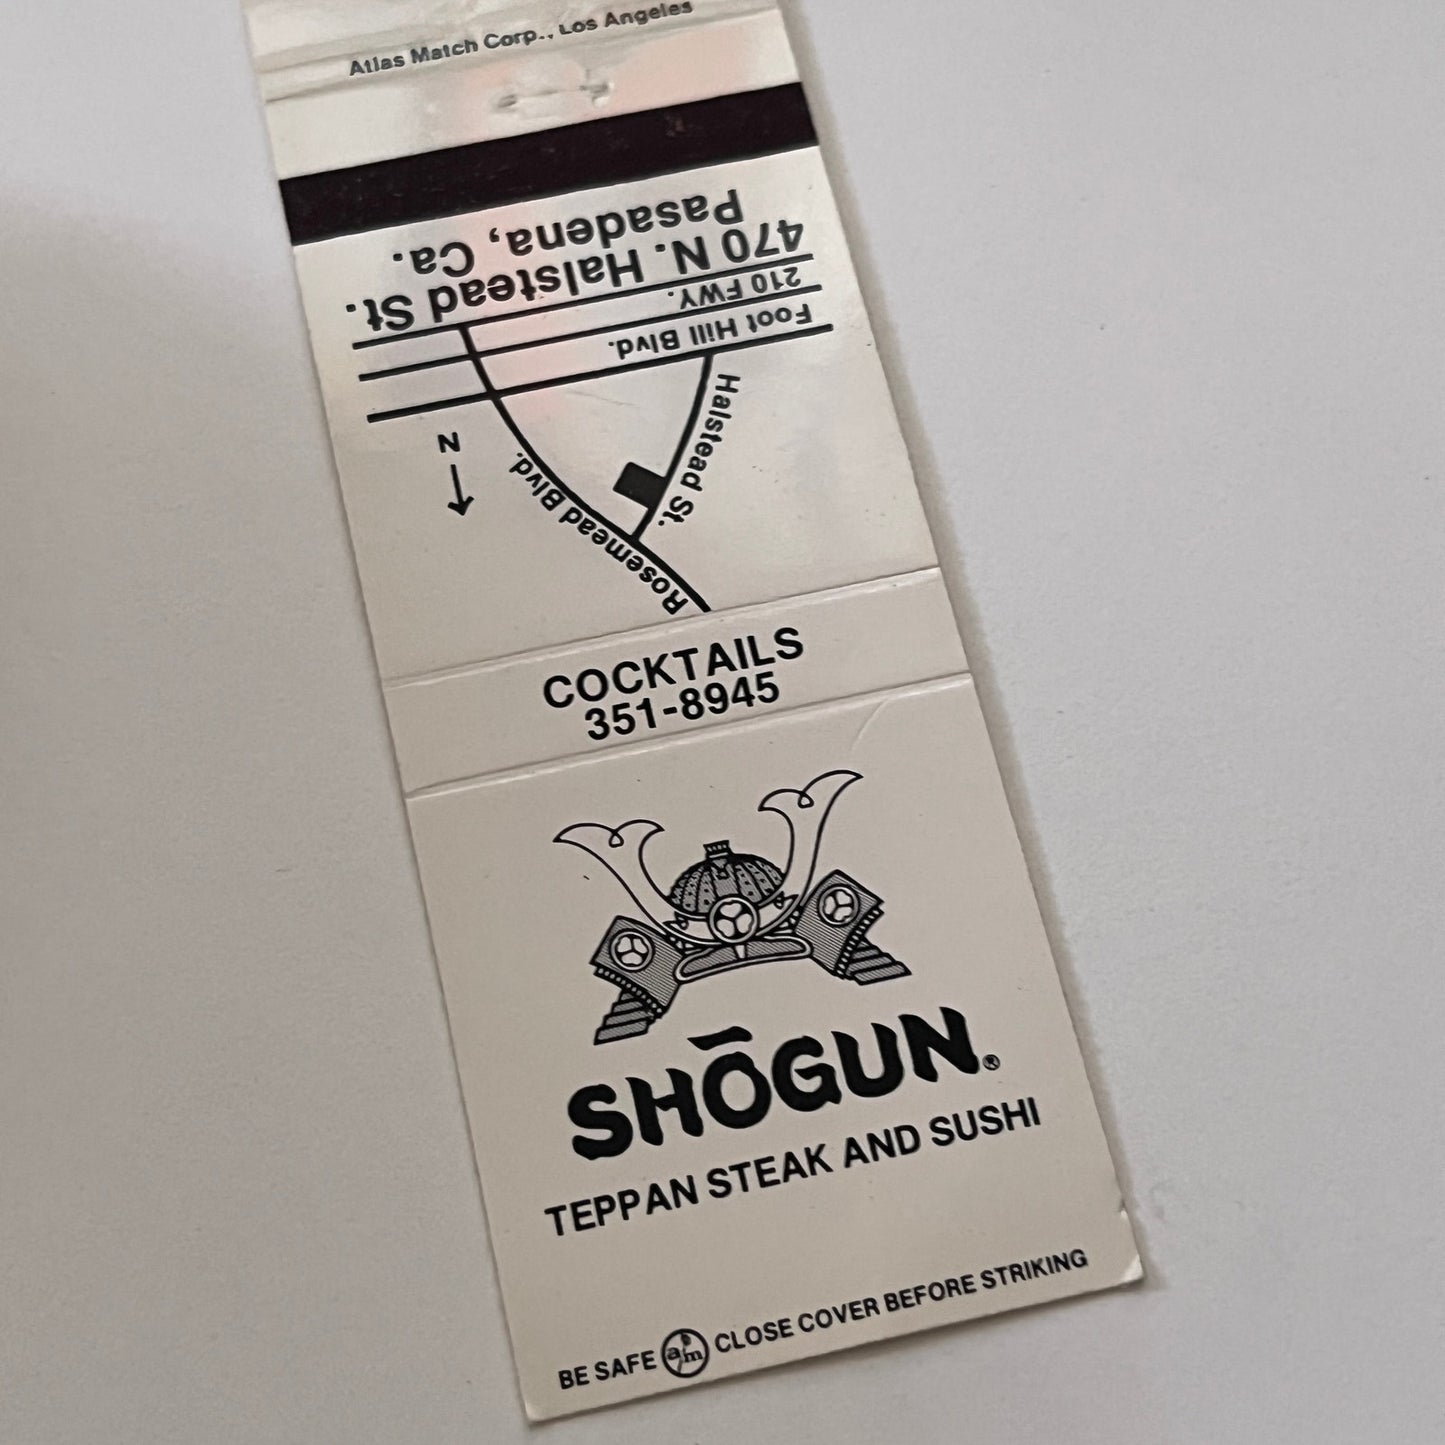 Atlas Match Corp., Los Angeles
470 N. Halstead St.
Pasadena, Ca.
210 FWY.
Foot Hill Blvd.
Halstead St.
N
Rosemead Blvd.
COCKTAILS
351-8945
SHŌGUN®
TEPPAN STEAK AND SUSHI
BE SAFE am CLOSE COVER BEFORE STRIKING